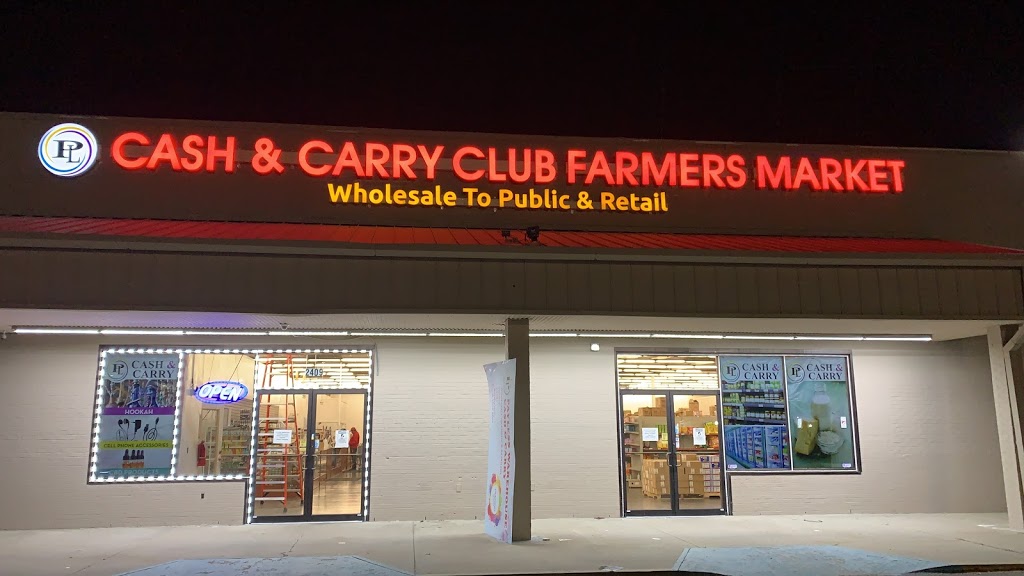 PL
CASH & CARRY CLUB FARMERS MARKET
Wholesale To Public & Retail
2409
OPEN
CASH &
CARRY
HOOKAH
CELL PHONE ACCESSORIES
CASH &
CARRY
CASH &
CARRY